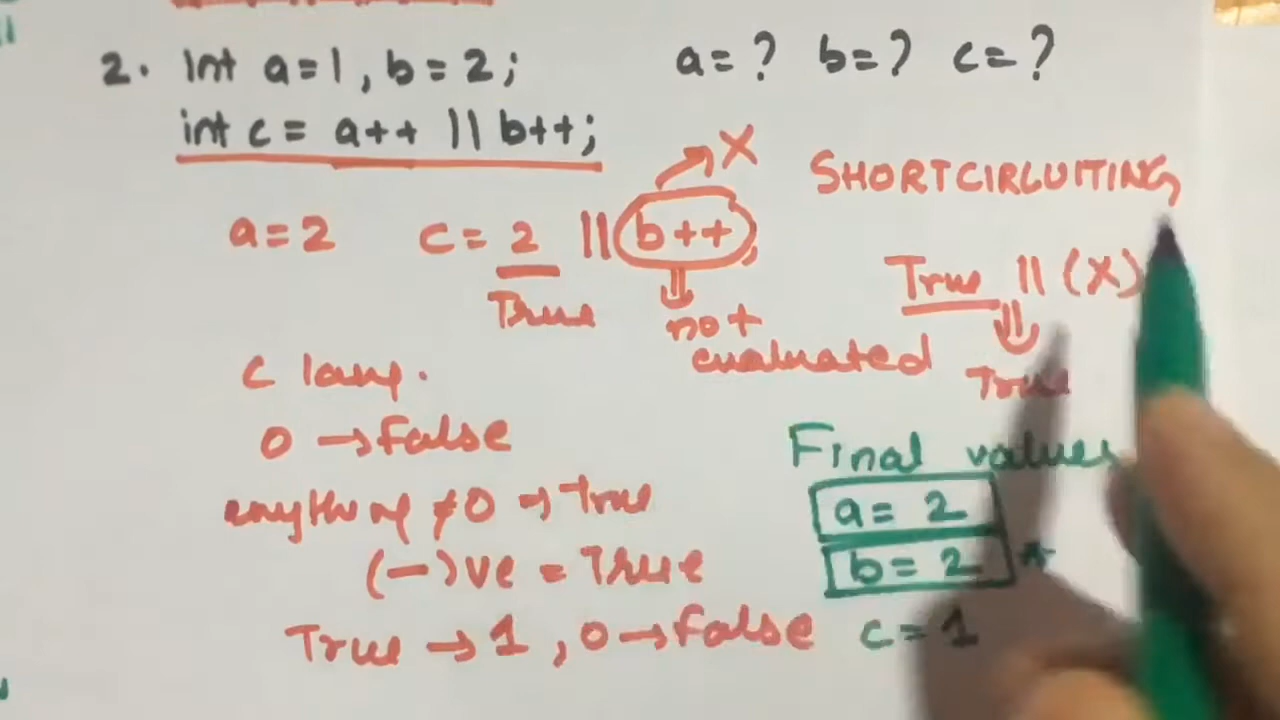 2. int a=1, b=2;
a=? b=? c=?
int c = a++ || b++;
X
SHORTCIRCUITING
a=2 c= 2 || b++;
True
not
evaluated
True || (X)
True
C lang.
0 → False
anything ≠0 → True
(-)ve = True
True → 1, 0 → False
Final values
a= 2
b= 2 *
c= 1